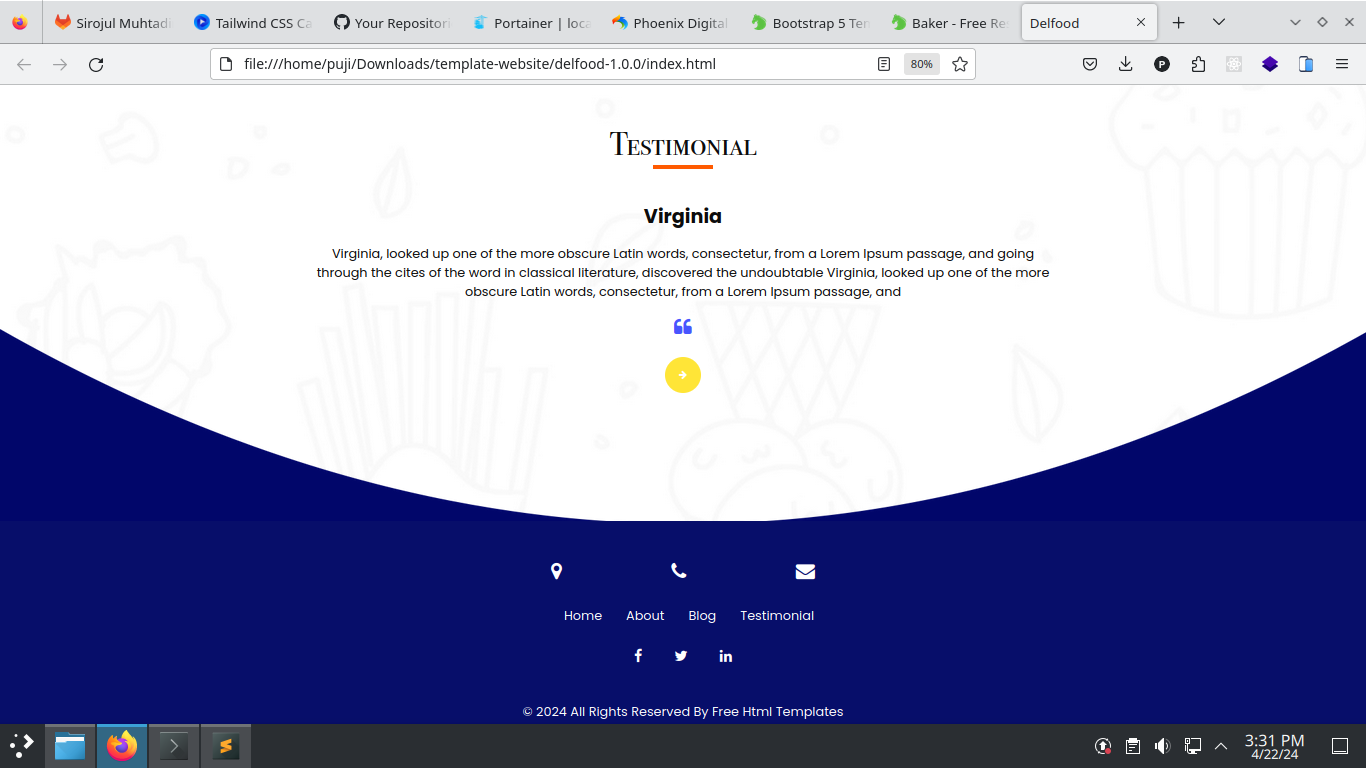 Sirojul Muhtadi
Tailwind CSS Ca
Your Repositori
Portainer | loca
Phoenix Digital
Bootstrap 5 Tem
Baker - Free Re
Delfood
file:///home/puji/Downloads/template-website/delfood-1.0.0/index.html
80%
P
Testimonial
Virginia
Virginia, looked up one of the more obscure Latin words, consectetur, from a Lorem Ipsum passage, and going
through the cites of the word in classical literature, discovered the undoubtable Virginia, looked up one of the more
obscure Latin words, consectetur, from a Lorem Ipsum passage, and
Home About Blog Testimonial
© 2024 All Rights Reserved By Free Html Templates
3:31 PM
4/22/24